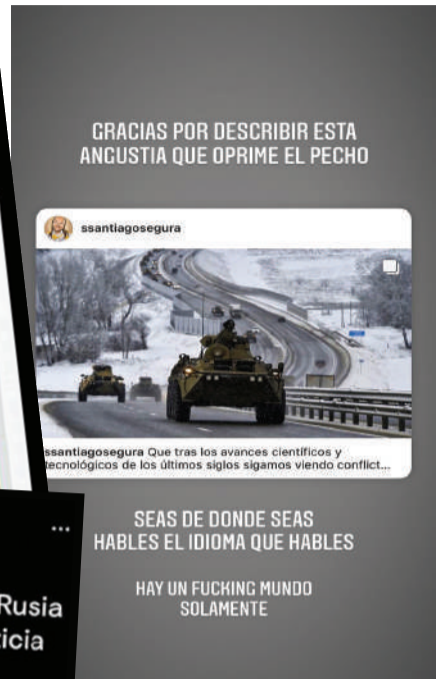 GRACIAS POR DESCRIBIR ESTA
ANGUSTIA QUE OPRIME EL PECHO
ssantiagosegura
ssantiagosegura Que tras los avances científicos y
tecnológicos de los últimos siglos sigamos viendo conflict...
SEAS DE DONDE SEAS
HABLES EL IDIOMA QUE HABLES
HAY UN FUCKING MUNDO
SOLAMENTE
...
Rusia
ticia